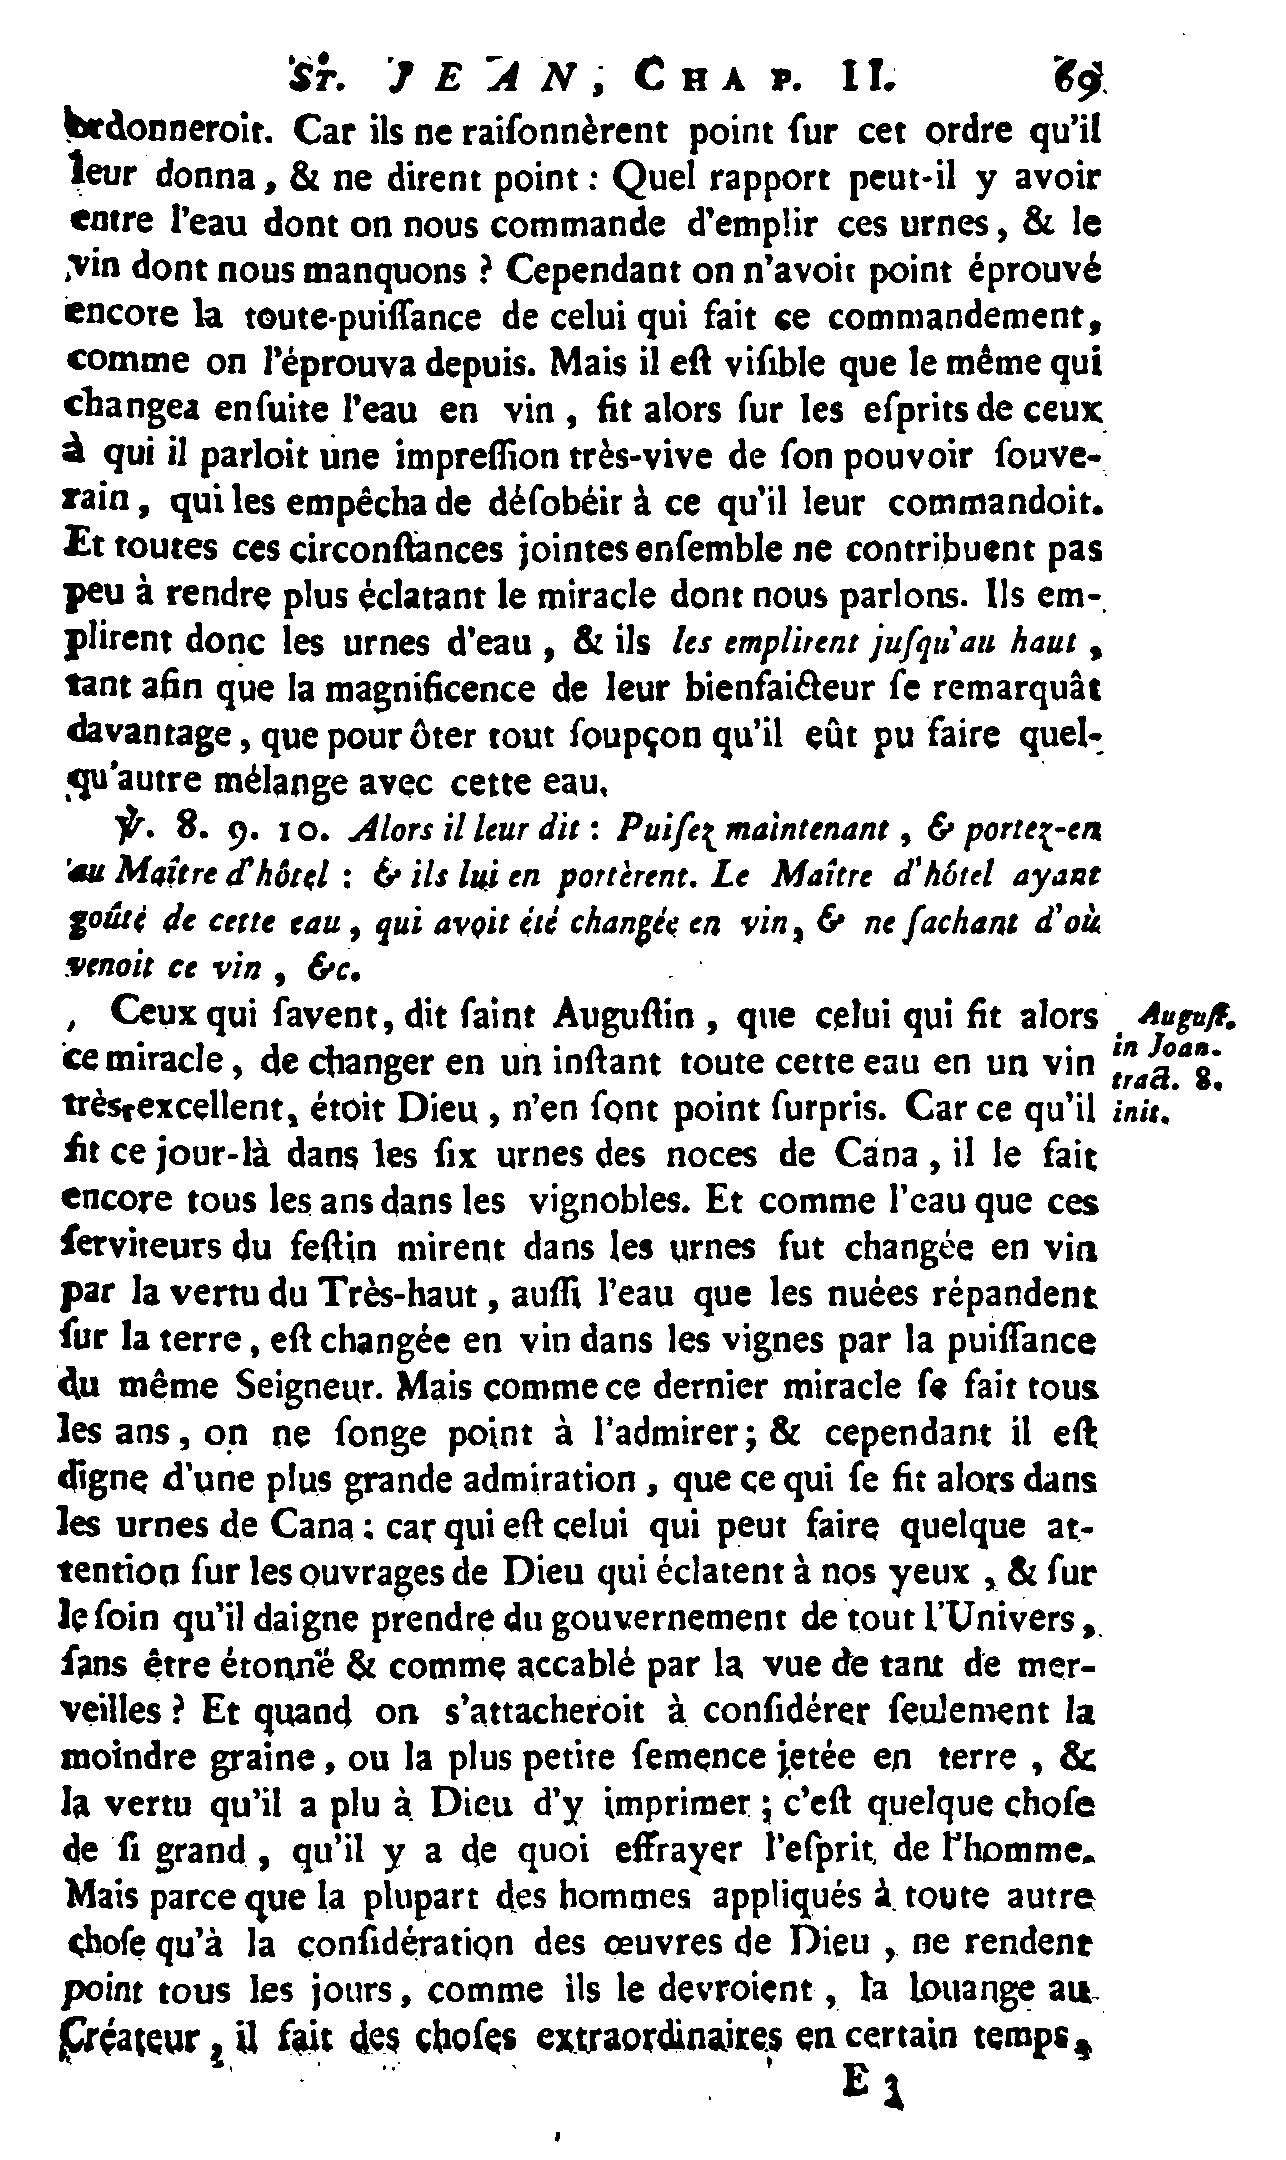 St. JEAN, CHAP. II. 69
ordonneroit. Car ils ne raiſonnèrent point ſur cet ordre qu'il
leur donna, & ne dirent point : Quel rapport peut-il y avoir
entre l'eau dont on nous commande d'emplir ces urnes, & le
vin dont nous manquons ? Cependant on n'avoit point éprouvé
encore la toute-puiſſance de celui qui fait ce commandement,
comme on l'éprouva depuis. Mais il eſt viſible que le même qui
changea enſuite l'eau en vin, fit alors ſur les eſprits de ceux
à qui il parloit une impreſſion très-vive de ſon pouvoir ſouve-
rain, qui les empêcha de déſobéir à ce qu'il leur commandoit.
Et toutes ces circonſtances jointes enſemble ne contribuent pas
peu à rendre plus éclatant le miracle dont nous parlons. Ils em-
plirent donc les urnes d'eau, & ils les emplirent juſqu'au haut,
tant afin que la magnificence de leur bienfaicteur ſe remarquât
davantage, que pour ôter tout ſoupçon qu'il eût pu faire quel-
qu'autre mélange avec cette eau.
℣. 8. 9. 10. Alors il leur dit : Puiſez maintenant, & portez-en
au Maître d'hôtel : & ils lui en portèrent. Le Maître d'hôtel ayant
goûté de cette eau, qui avoit été changée en vin, & ne ſachant d'où
venoit ce vin, &c.
Ceux qui ſavent, dit ſaint Auguſtin, que celui qui fit alors
ce miracle, de changer en un inſtant toute cette eau en un vin
très-excellent, étoit Dieu, n'en ſont point ſurpris. Car ce qu'il
fit ce jour-là dans les ſix urnes des noces de Cana, il le fait
encore tous les ans dans les vignobles. Et comme l'eau que ces
ſerviteurs du feſtin mirent dans les urnes fut changée en vin
par la vertu du Très-haut, auſſi l'eau que les nuées répandent
ſur la terre, eſt changée en vin dans les vignes par la puiſſance
du même Seigneur. Mais comme ce dernier miracle ſe fait tous
les ans, on ne ſonge point à l'admirer; & cependant il eſt
digne d'une plus grande admiration, que ce qui ſe fit alors dans
les urnes de Cana : car qui eſt celui qui peut faire quelque at-
tention ſur les ouvrages de Dieu qui éclatent à nos yeux, & ſur
le ſoin qu'il daigne prendre du gouvernement de tout l'Univers,
ſans être étonné & comme accablé par la vue de tant de mer-
veilles ? Et quand on s'attacheroit à conſidérer ſeulement la
moindre graine, ou la plus petite ſemence jetée en terre, &
la vertu qu'il a plu à Dieu d'y imprimer ; c'eſt quelque choſe
de ſi grand, qu'il y a de quoi effrayer l'eſprit de l'homme.
Mais parce que la plupart des hommes appliqués à toute autre
choſe qu'à la conſidération des œuvres de Dieu, ne rendent
point tous les jours, comme ils le devroient, la louange au
Créateur, il fait des choſes extraordinaires en certain temps,
E 3
Auguſt.
in Joan.
tract. 8.
init.